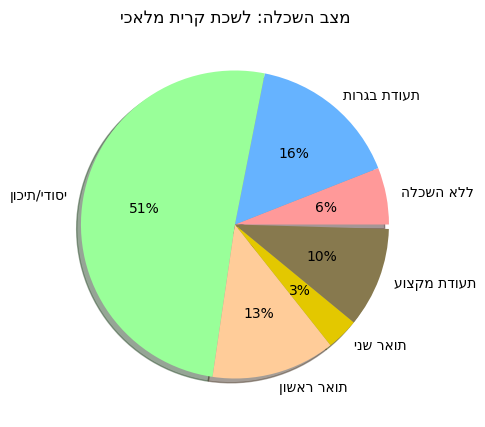 מצב השכלה: לשכת קרית מלאכי
תעודת בגרות
16%
ללא השכלה
6%
יסודי/תיכון
51%
10%
תעודת מקצוע
3%
13%
תואר שני
תואר ראשון